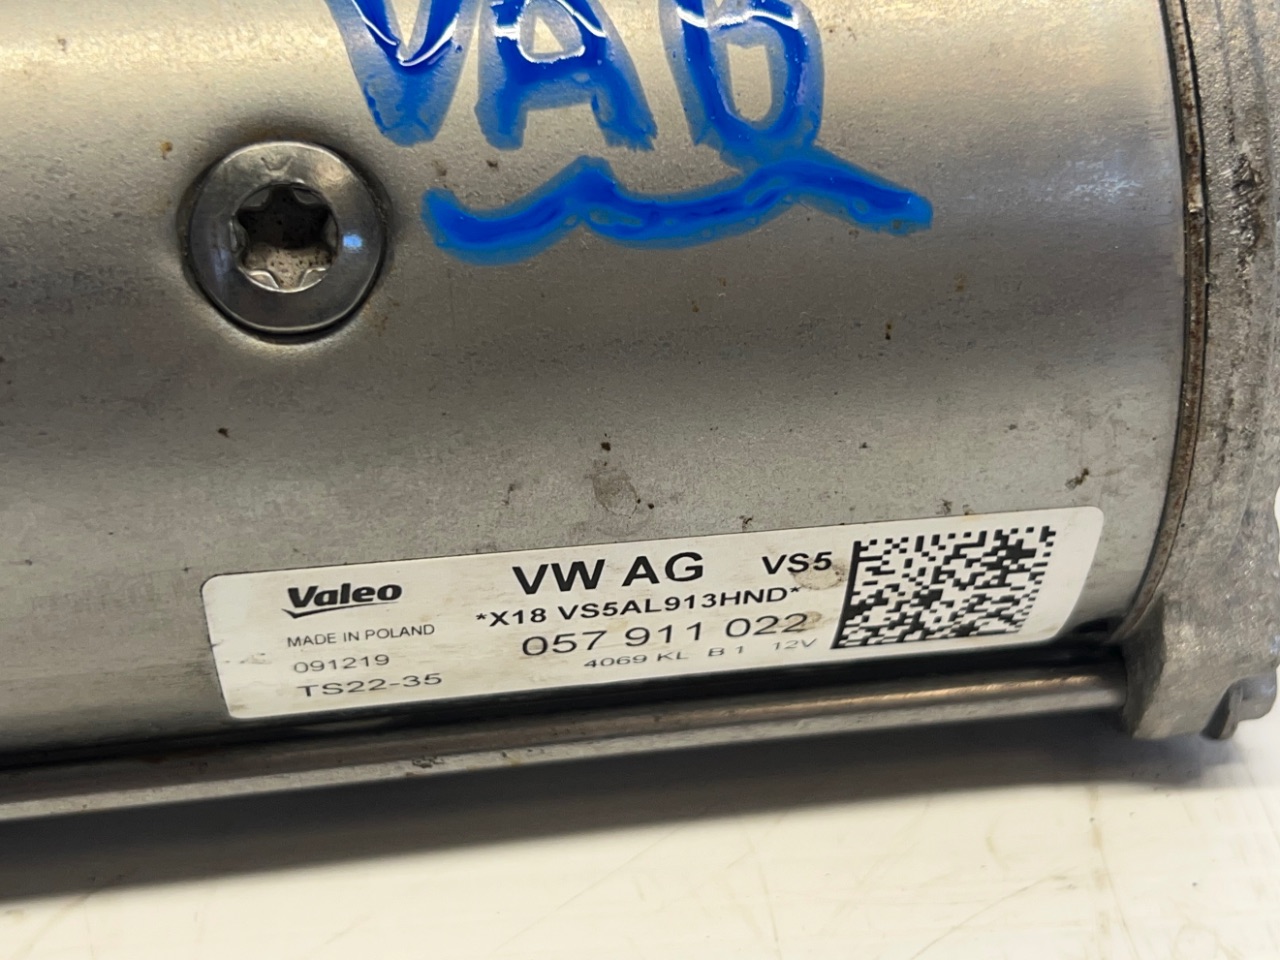 VAG
Valeo
MADE IN POLAND
091219
TS22-35
VW AG VS5
*X18 VS5AL913HND*
057 911 022
4069 KL B1 12V